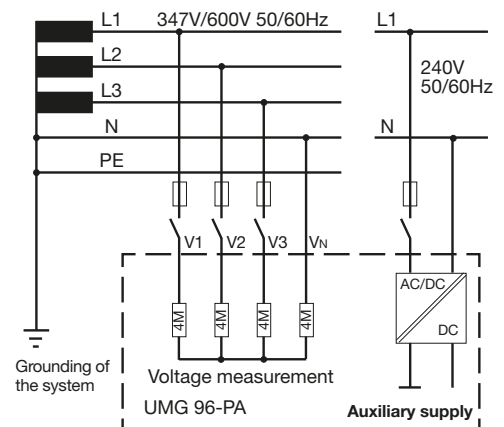 L1 347V/600V 50/60Hz L1
L2
240V
50/60Hz
L3
N N
PE
V1 V2 V3 VN
AC/DC
4M 4M 4M 4M
DC
Grounding of
the system
Voltage measurement
UMG 96-PA
Auxiliary supply